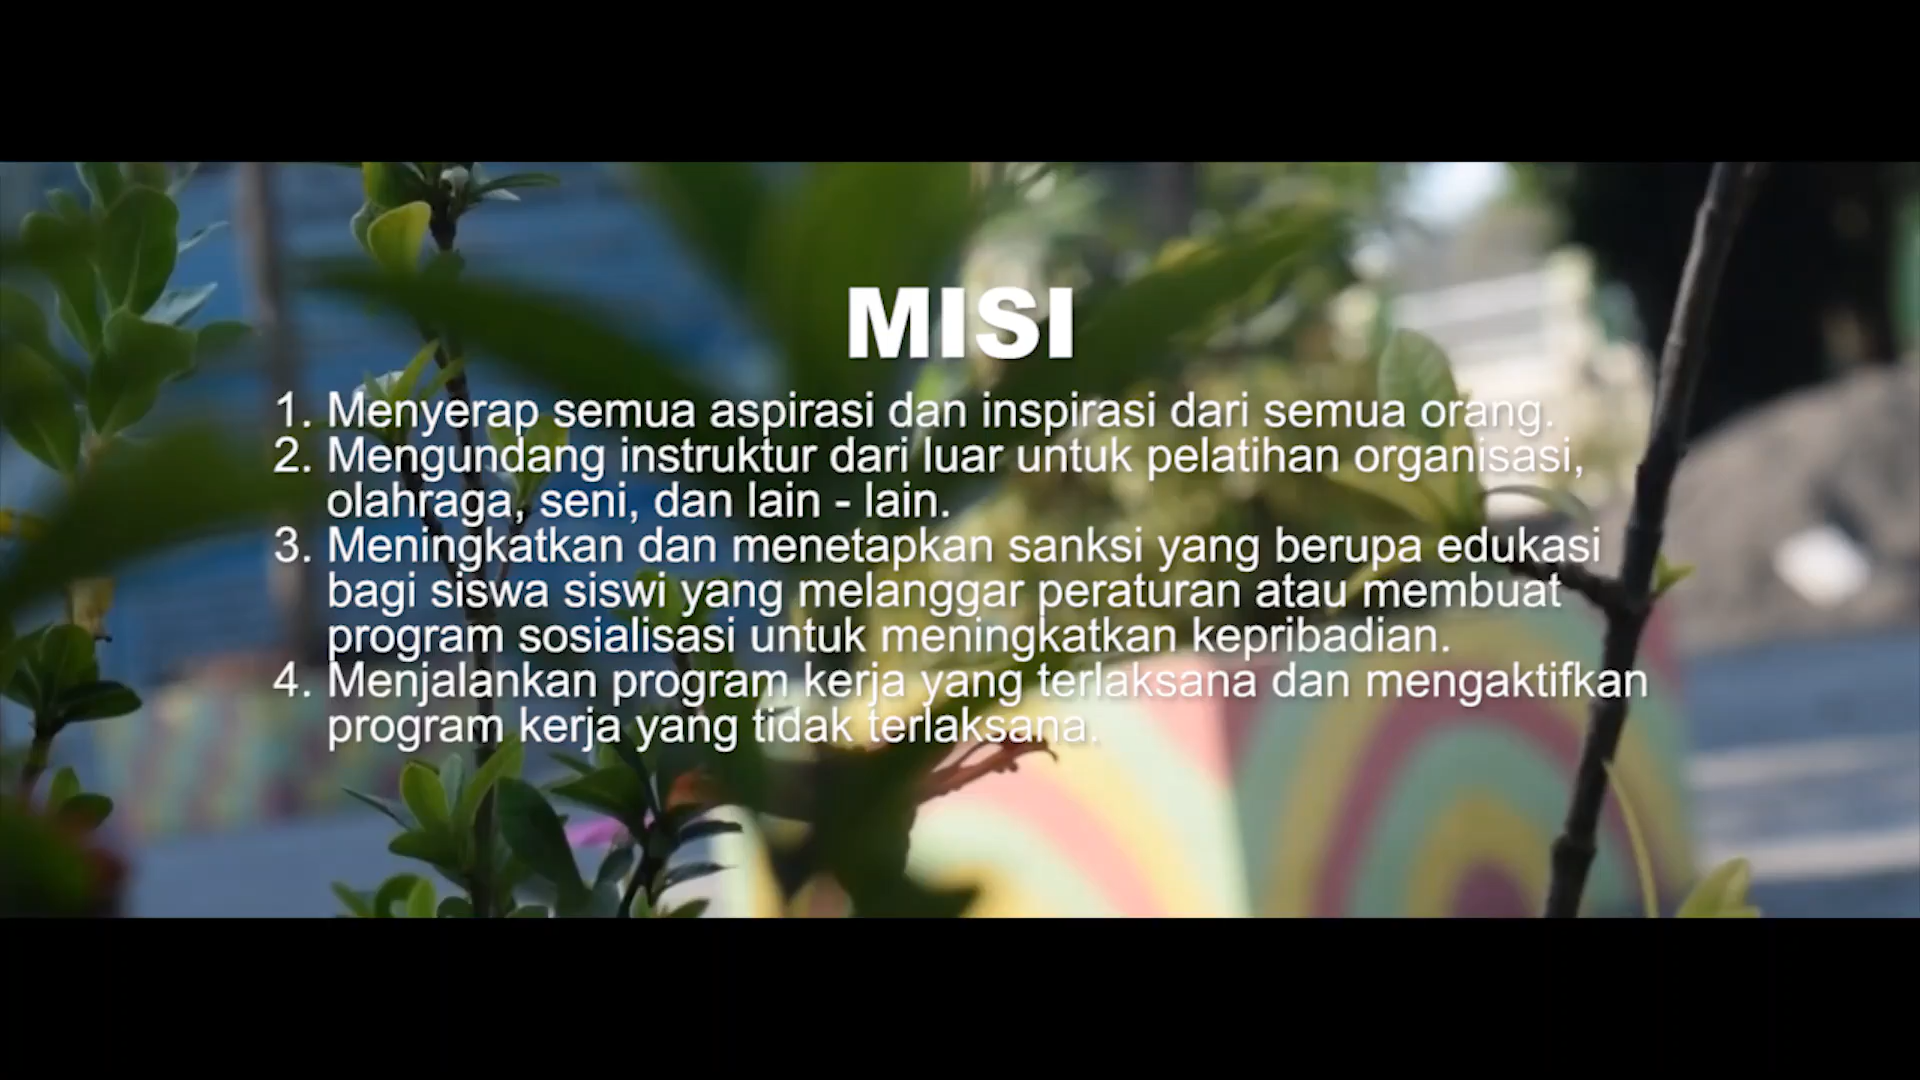 MISI
1. Menyerap semua aspirasi dan inspirasi dari semua orang.
2. Mengundang instruktur dari luar untuk pelatihan organisasi,
olahraga, seni, dan lain - lain.
3. Meningkatkan dan menetapkan sanksi yang berupa edukasi
bagi siswa siswi yang melanggar peraturan atau membuat
program sosialisasi untuk meningkatkan kepribadian.
4. Menjalankan program kerja yang terlaksana dan mengaktifkan
program kerja yang tidak terlaksana.